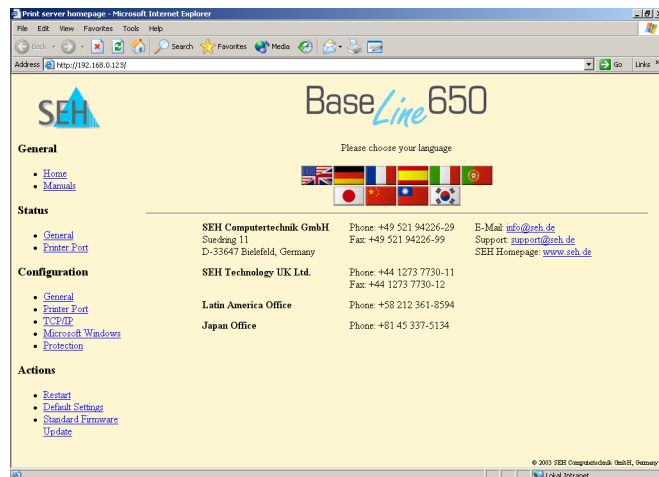 Print server homepage - Microsoft Internet Explorer
File Edit View Favorites Tools Help
Back Search Favorites Media
Address http://192.168.0.123/ Go Links
SEH
BaseLine 650
Please choose your language
General
Home
Manuals
Status
General
Printer Port
Configuration
General
Printer Port
TCP/IP
Microsoft Windows
Protection
Actions
Restart
Default Settings
Standard Firmware
Update
SEH Computertechnik GmbH Phone: +49 521 94226-29 E-Mail: info@seh.de
Suedring 11 Fax: +49 521 94226-99 Support: support@seh.de
D-33647 Bielefeld, Germany SEH Homepage: www.seh.de
SEH Technology UK Ltd. Phone: +44 1273 7730-11
Fax: +44 1273 7730-12
Latin America Office Phone: +58 212 361-8594
Japan Office Phone: +81 45 337-5134
© 2003 SEH Computertechnik GmbH, Germany
Lokal intranet